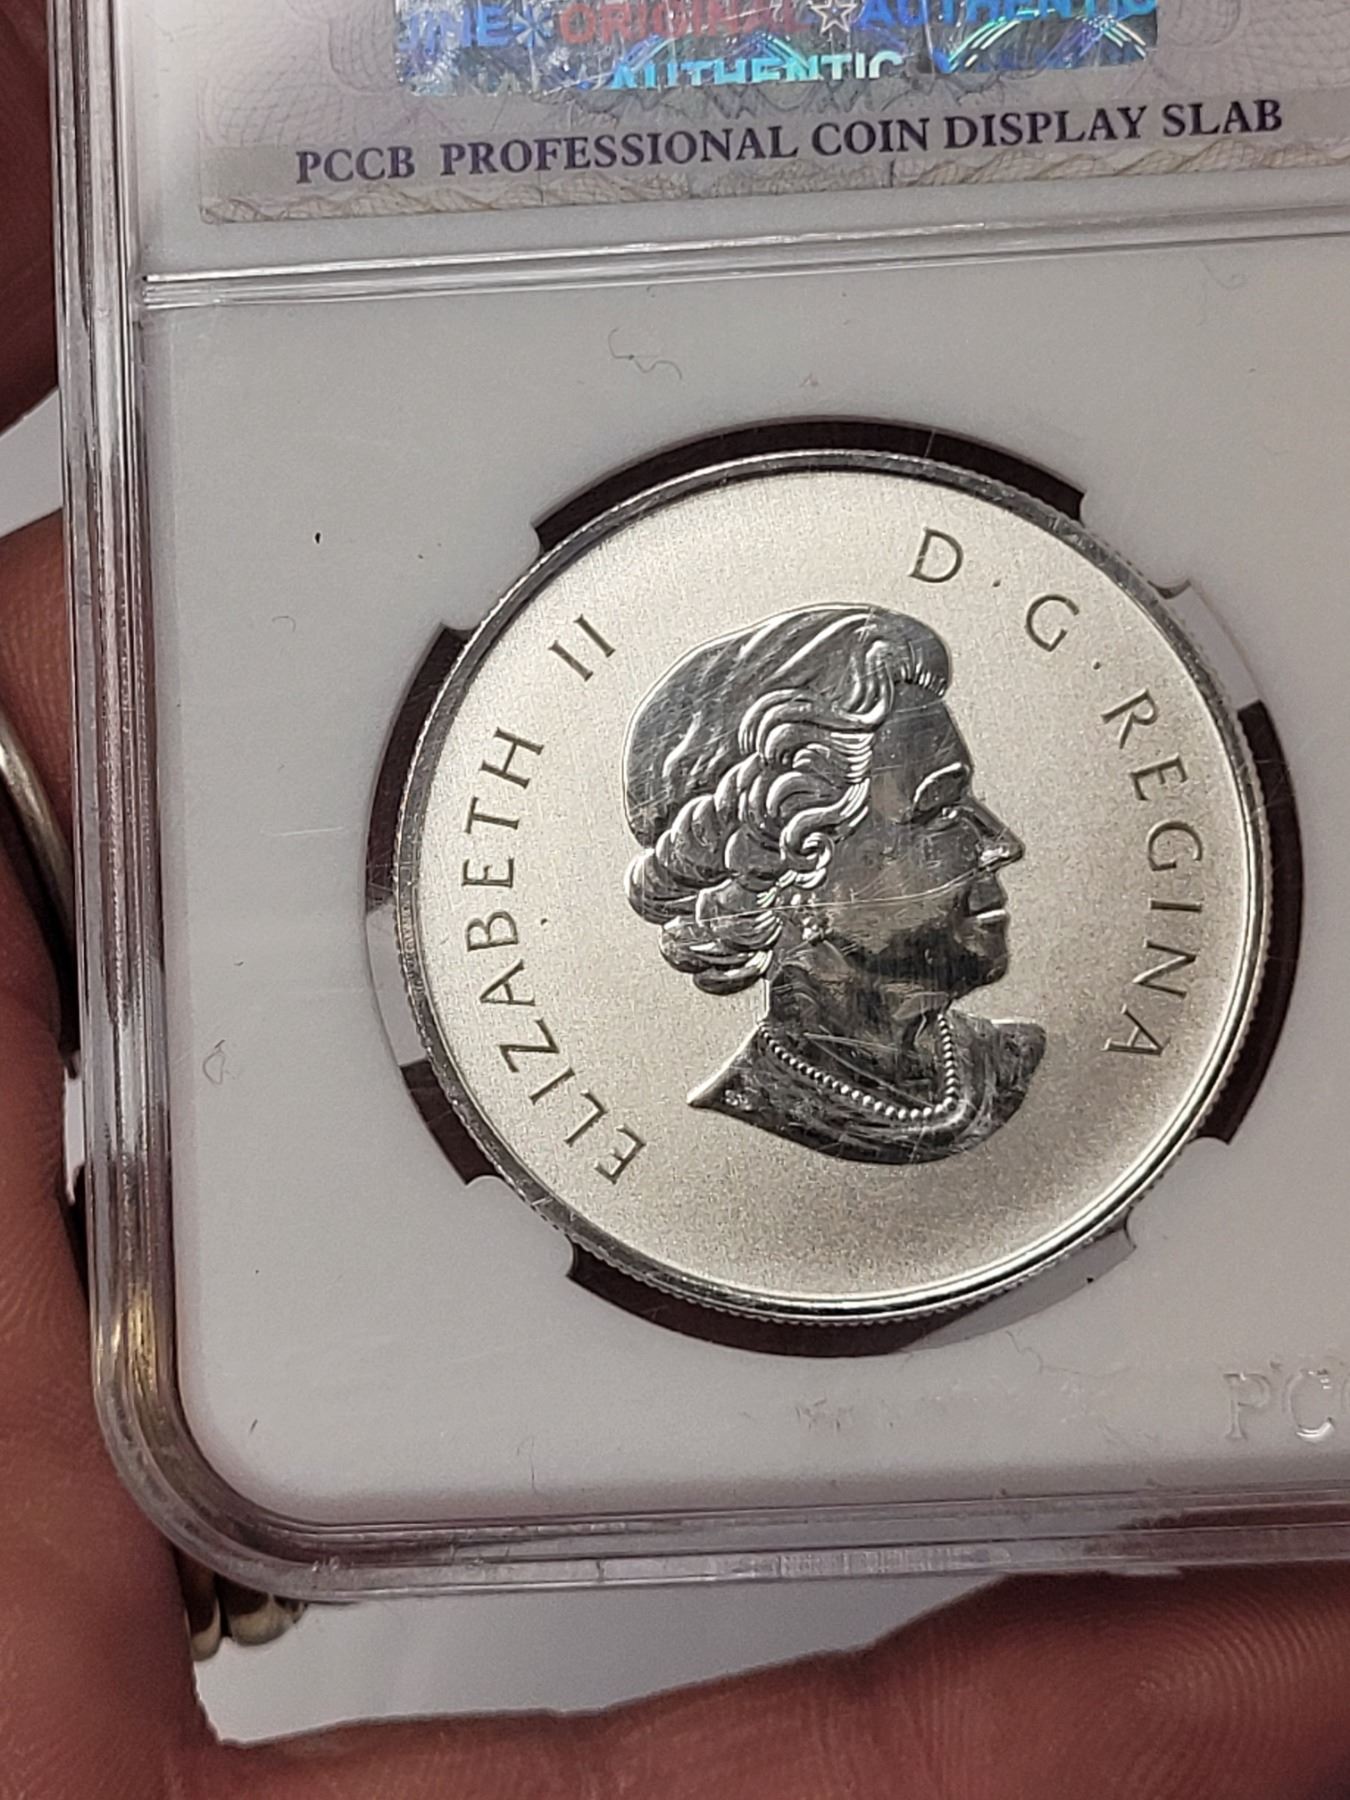 ORIGINAL ☆ AUTHENTIC
AUTHENTIC
PCCB PROFESSIONAL COIN DISPLAY SLAB
ELIZABETH II
D · G · REGINA